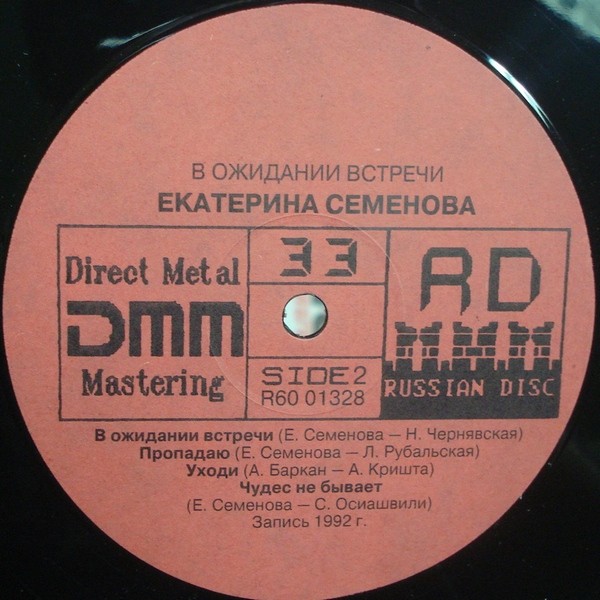 В ОЖИДАНИИ ВСТРЕЧИ
ЕКАТЕРИНА СЕМЕНОВА
Direct Metal
DMM
Mastering
33
SIDE 2
R60 01328
RD
RUSSIAN DISC
В ожидании встречи (Е. Семенова — Н. Чернявская)
Пропадаю (Е. Семенова — Л. Рубальская)
Уходи (А. Баркан — А. Кришта)
Чудес не бывает
(Е. Семенова — С. Осиашвили)
Запись 1992 г.